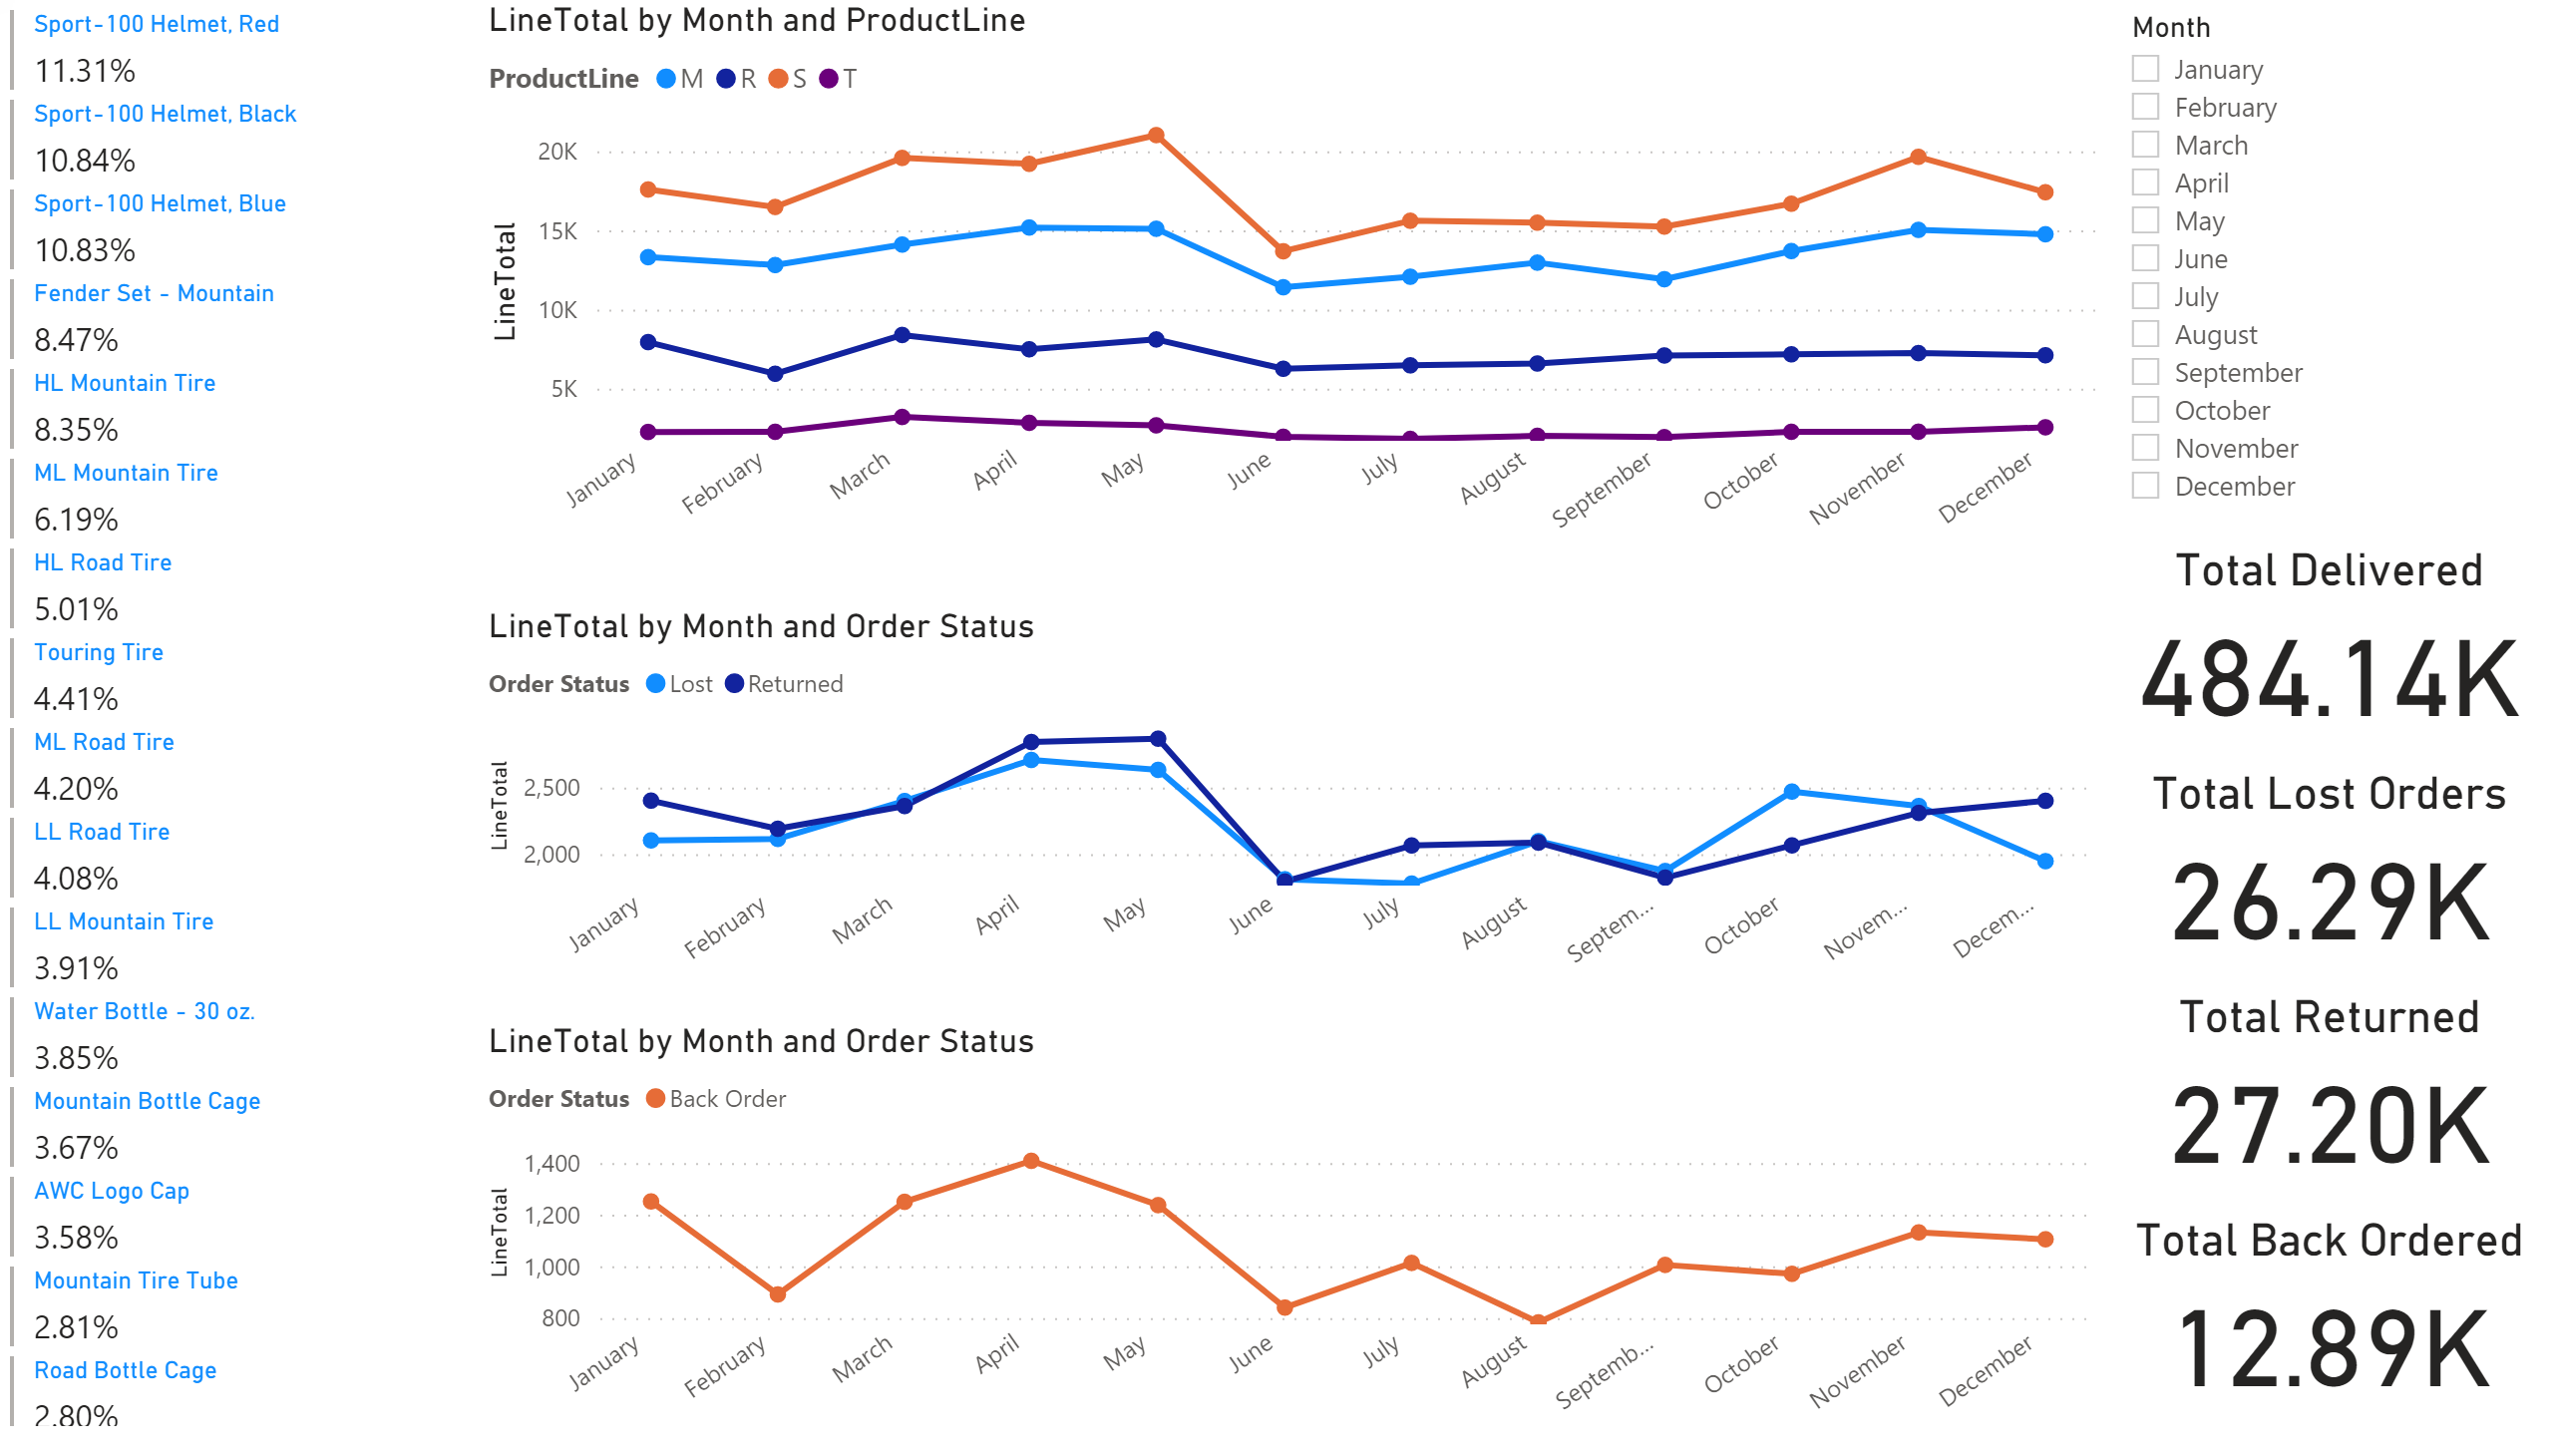 Sport-100 Helmet, Red
11.31%
Sport-100 Helmet, Black
10.84%
Sport-100 Helmet, Blue
10.83%
Fender Set - Mountain
8.47%
HL Mountain Tire
8.35%
ML Mountain Tire
6.19%
HL Road Tire
5.01%
Touring Tire
4.41%
ML Road Tire
4.20%
LL Road Tire
4.08%
LL Mountain Tire
3.91%
Water Bottle - 30 oz.
3.85%
Mountain Bottle Cage
3.67%
AWC Logo Cap
3.58%
Mountain Tire Tube
2.81%
Road Bottle Cage
2.80%
LineTotal by Month and ProductLine
ProductLine M R S T
LineTotal
20K
15K
10K
5K
January February March April May June July August September October November December
LineTotal by Month and Order Status
Order Status Lost Returned
LineTotal
2,500
2,000
January February March April May June July August Septem... October Novem... Decem...
LineTotal by Month and Order Status
Order Status Back Order
LineTotal
1,400
1,200
1,000
800
January February March April May June July August Septemb... October November December
Month
January
February
March
April
May
June
July
August
September
October
November
December
Total Delivered
484.14K
Total Lost Orders
26.29K
Total Returned
27.20K
Total Back Ordered
12.89K